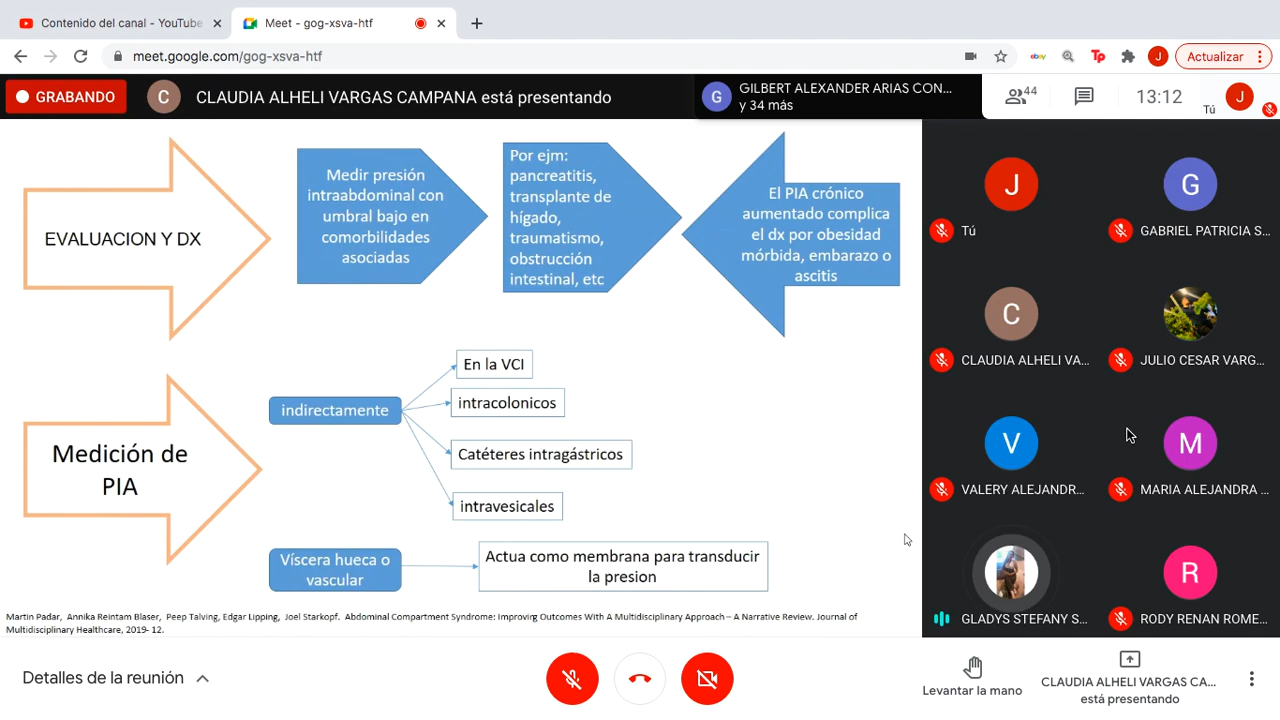 Contenido del canal - YouTube
Meet - gog-xsva-htf
meet.google.com/gog-xsva-htf
ebay
Tp
J
Actualizar
GRABANDO
C
CLAUDIA ALHELI VARGAS CAMPANA está presentando
G
GILBERT ALEXANDER ARIAS CON...
y 34 más
44
13:12
Tú
J
EVALUACION Y DX
Medir presión
intraabdominal con
umbral bajo en
comorbilidades
asociadas
Por ejm:
pancreatitis,
transplante de
hígado,
traumatismo,
obstrucción
intestinal, etc
El PIA crónico
aumentado complica
el dx por obesidad
mórbida, embarazo o
ascitis
Medición de
PIA
indirectamente
En la VCI
intracolonicos
Catéteres intragástricos
intravesicales
Víscera hueca o
vascular
Actua como membrana para transducir
la presion
Martin Padar, Annika Reintam Blaser, Peep Talving, Edgar Lipping, Joel Starkopf. Abdominal Compartment Syndrome: Improving Outcomes With A Multidisciplinary Approach – A Narrative Review. Journal of
Multidisciplinary Healthcare, 2019- 12.
J
Tú
G
GABRIEL PATRICIA S...
C
CLAUDIA ALHELI VA...
JULIO CESAR VARG...
V
VALERY ALEJANDR...
M
MARIA ALEJANDRA ...
GLADYS STEFANY S...
R
RODY RENAN ROME...
Detalles de la reunión
Levantar la mano
CLAUDIA ALHELI VARGAS CA...
está presentando